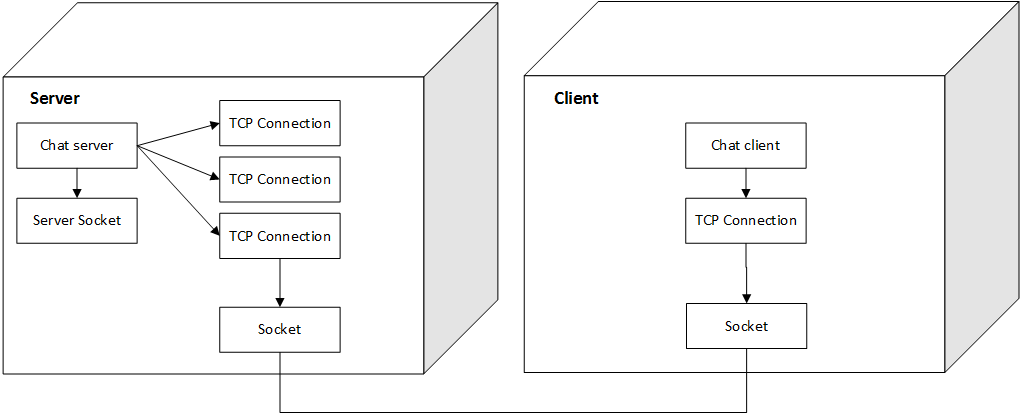 Server
Chat server
Server Socket
TCP Connection
TCP Connection
TCP Connection
Socket
Client
Chat client
TCP Connection
Socket